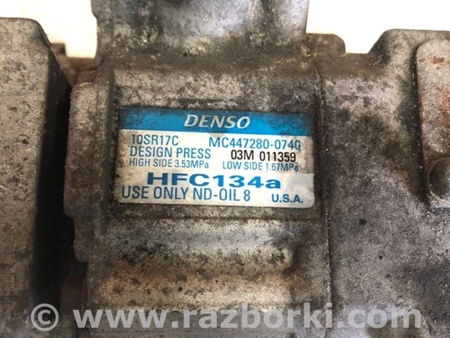 DENSO
10SR17C MC447280-0740
DESIGN PRESS 03M 011359
HIGH SIDE 3.53MPa LOW SIDE 1.67MPa
HFC134a
USE ONLY ND-OIL 8 U.S.A.
© www.razborki.com